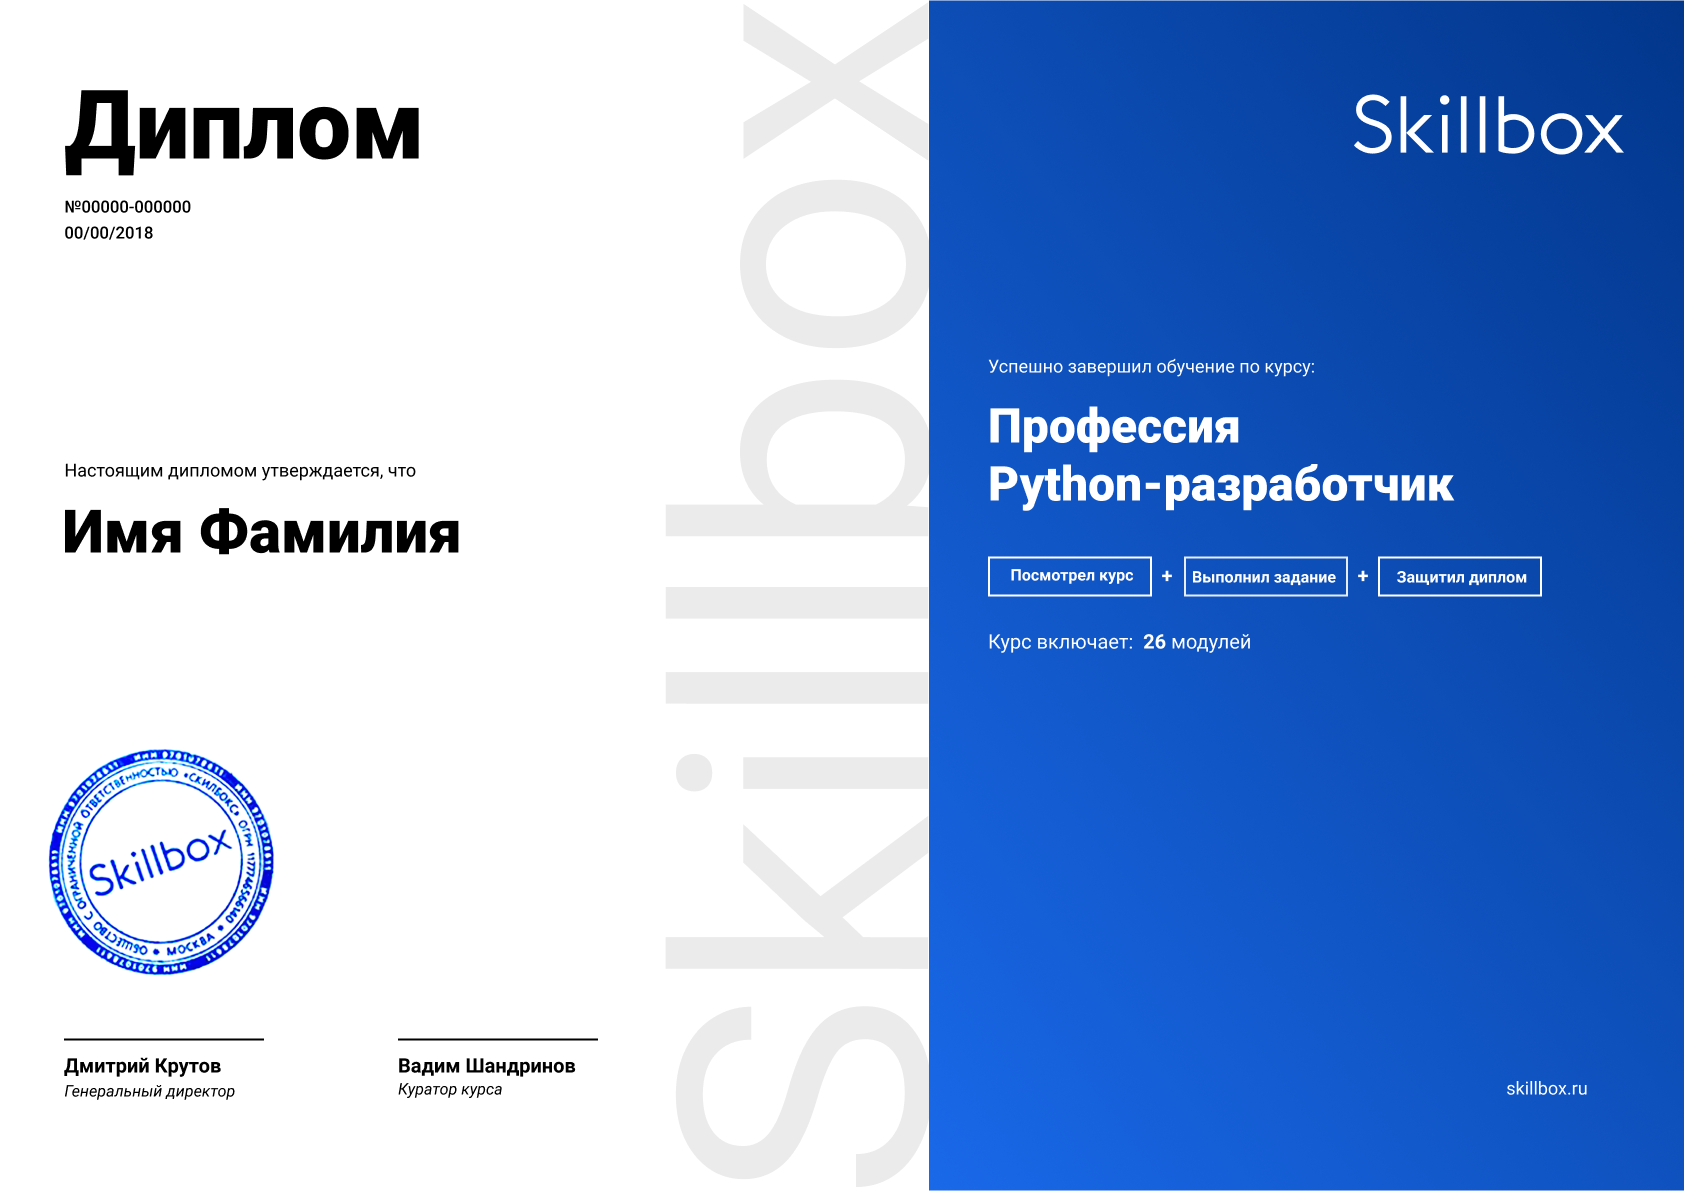 Диплом
№00000-000000
00/00/2018
Настоящим дипломом утверждается, что
Имя Фамилия
ОБЩЕСТВО С ОГРАНИЧЕННОЙ ОТВЕТСТВЕННОСТЬЮ «СКИЛБОКС» ОГРН 1177746566140 • МОСКВА •
Skillbox
Дмитрий Крутов
Генеральный директор
Вадим Шандринов
Куратор курса
Skillbox
Skillbox
Успешно завершил обучение по курсу:
Профессия
Python-разработчик
Посмотрел курс + Выполнил задание + Защитил диплом
Курс включает: 26 модулей
skillbox.ru